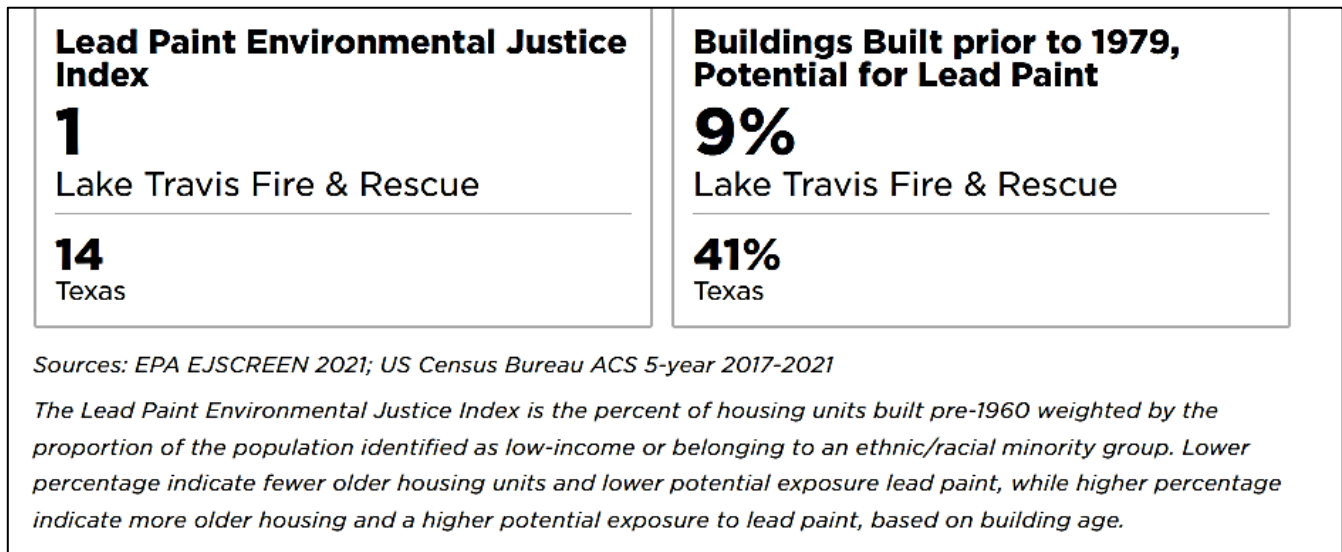 Lead Paint Environmental Justice
Index
1
Lake Travis Fire & Rescue
14
Texas
Buildings Built prior to 1979,
Potential for Lead Paint
9%
Lake Travis Fire & Rescue
41%
Texas
Sources: EPA EJSCREEN 2021; US Census Bureau ACS 5-year 2017-2021
The Lead Paint Environmental Justice Index is the percent of housing units built pre-1960 weighted by the
proportion of the population identified as low-income or belonging to an ethnic/racial minority group. Lower
percentage indicate fewer older housing units and lower potential exposure lead paint, while higher percentage
indicate more older housing and a higher potential exposure to lead paint, based on building age.